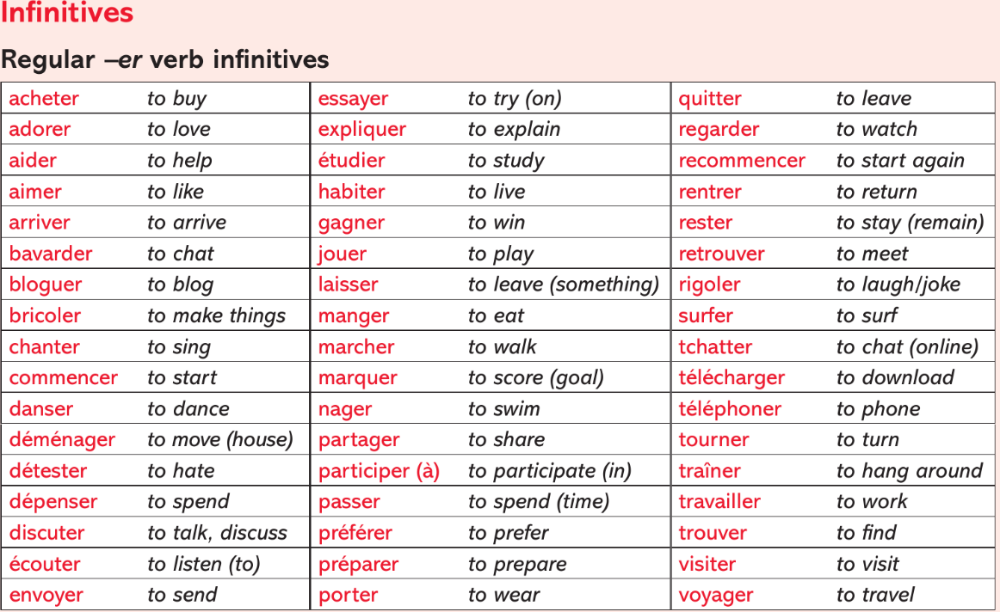 Infinitives
Regular –er verb infinitives
acheter to buy essayer to try (on) quitter to leave
adorer to love expliquer to explain regarder to watch
aider to help étudier to study recommencer to start again
aimer to like habiter to live rentrer to return
arriver to arrive gagner to win rester to stay (remain)
bavarder to chat jouer to play retrouver to meet
bloguer to blog laisser to leave (something) rigoler to laugh/joke
bricoler to make things manger to eat surfer to surf
chanter to sing marcher to walk tchatter to chat (online)
commencer to start marquer to score (goal) télécharger to download
danser to dance nager to swim téléphoner to phone
déménager to move (house) partager to share tourner to turn
détester to hate participer (à) to participate (in) traîner to hang around
dépenser to spend passer to spend (time) travailler to work
discuter to talk, discuss préférer to prefer trouver to find
écouter to listen (to) préparer to prepare visiter to visit
envoyer to send porter to wear voyager to travel